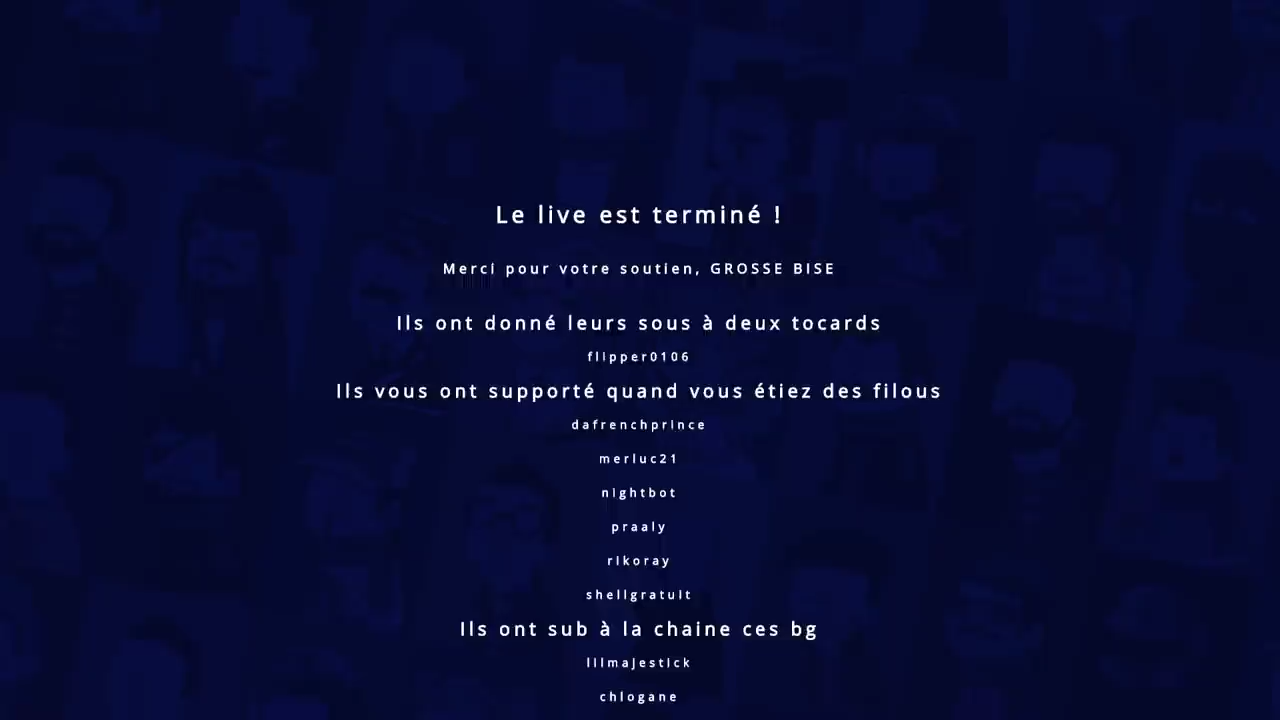 Le live est terminé !
Merci pour votre soutien, GROSSE BISE
Ils ont donné leurs sous à deux tocards
flipper0106
Ils vous ont supporté quand vous étiez des filous
dafrenchprince
merluc21
nightbot
praaly
rikoray
shellgratuit
Ils ont sub à la chaine ces bg
lilmajestick
chlogane